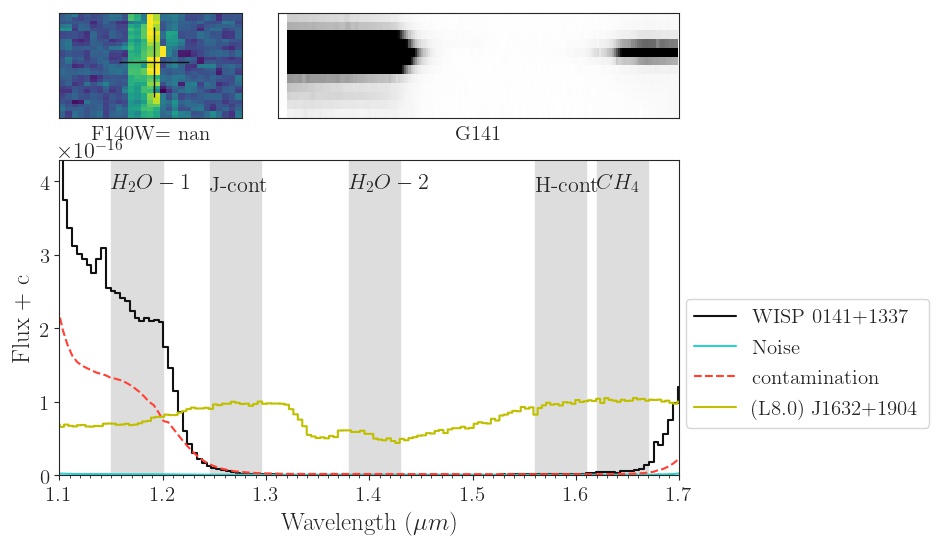 F140W= nan
G141
×10⁻¹⁶
H₂O − 1
J-cont
H₂O − 2
H-cont
CH₄
4
3
2
1
0
Flux + c
1.1
1.2
1.3
1.4
1.5
1.6
1.7
Wavelength (μm)
WISP 0141+1337
Noise
contamination
(L8.0) J1632+1904